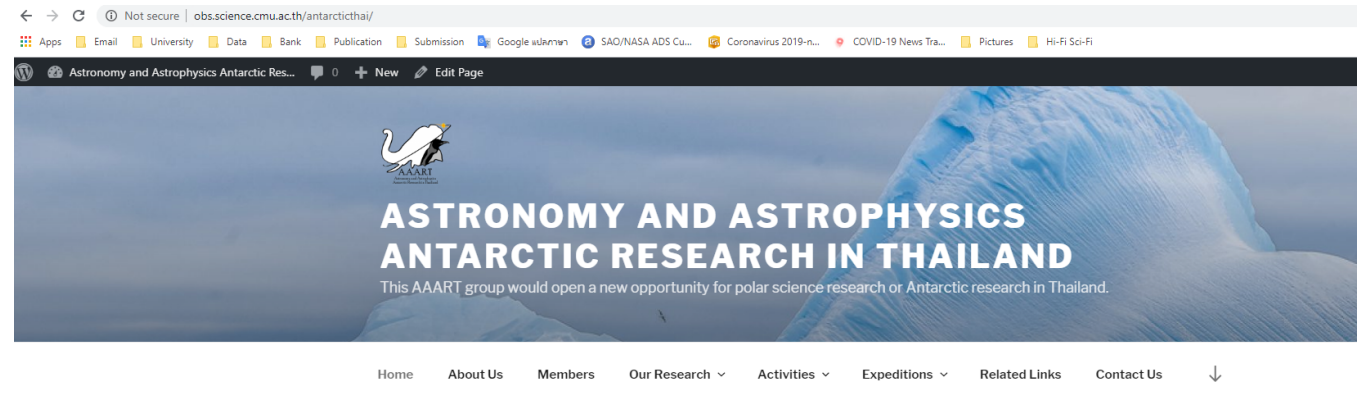 Not secure | obs.science.cmu.ac.th/antarcticthai/
Apps Email University Data Bank Publication Submission Google แปลภาษา SAO/NASA ADS Cu... Coronavirus 2019-n... COVID-19 News Tra... Pictures Hi-Fi Sci-Fi
Astronomy and Astrophysics Antarctic Res... 0 + New Edit Page
AAART
ASTRONOMY AND ASTROPHYSICS
ANTARCTIC RESEARCH IN THAILAND
This AAART group would open a new opportunity for polar science research or Antarctic research in Thailand.
Home About Us Members Our Research Activities Expeditions Related Links Contact Us